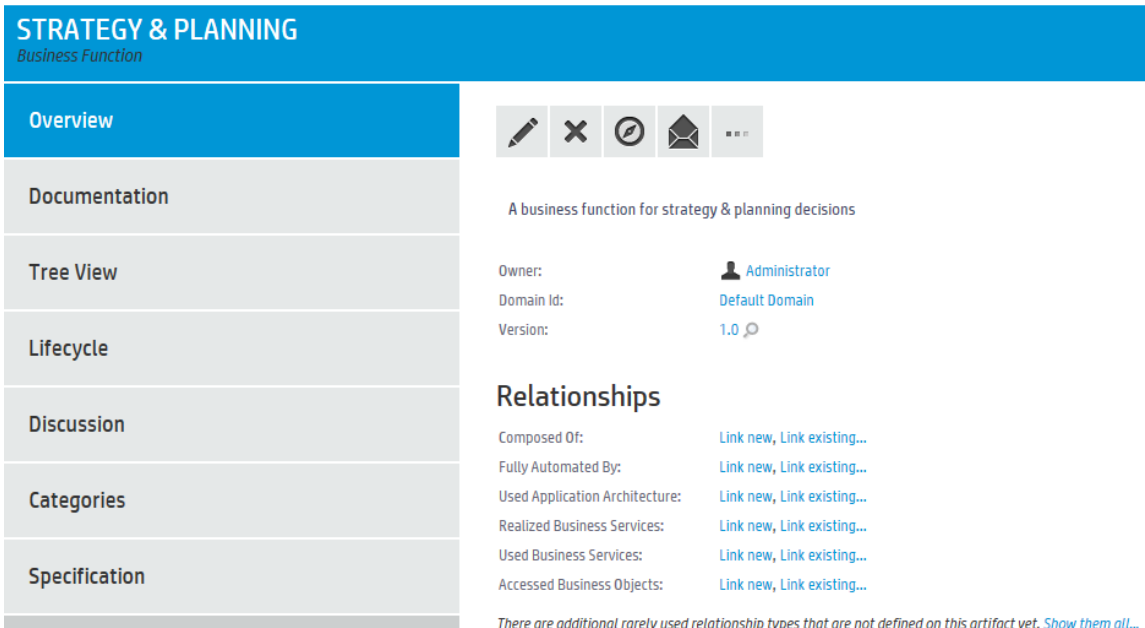 STRATEGY & PLANNING
Business Function
Overview
Documentation
Tree View
Lifecycle
Discussion
Categories
Specification
A business function for strategy & planning decisions
Owner: Administrator
Domain Id: Default Domain
Version: 1.0
Relationships
Composed Of: Link new, Link existing...
Fully Automated By: Link new, Link existing...
Used Application Architecture: Link new, Link existing...
Realized Business Services: Link new, Link existing...
Used Business Services: Link new, Link existing...
Accessed Business Objects: Link new, Link existing...
There are additional rarely used relationship types that are not defined on this artifact yet. Show them all...